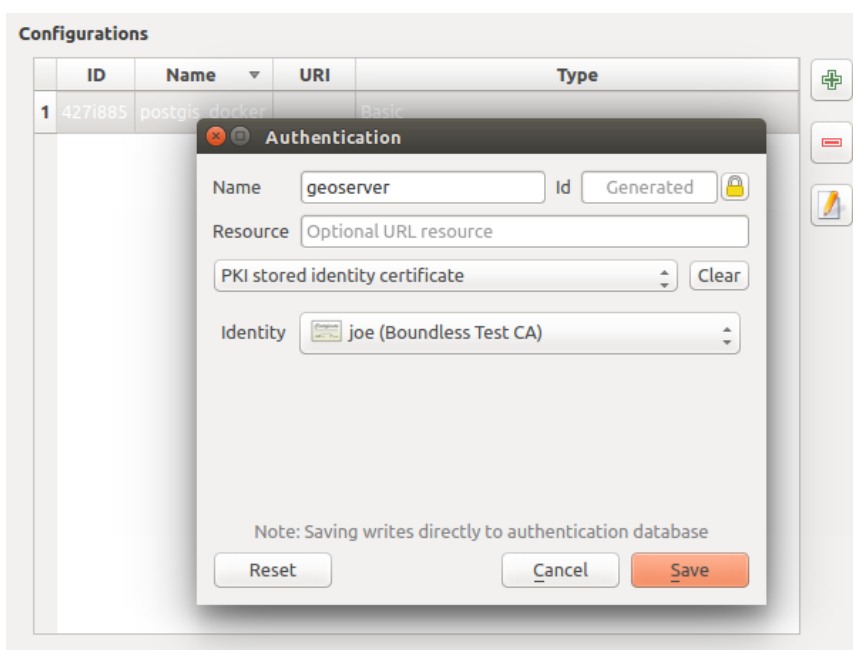 Configurations
ID Name URI Type
1 427i885 postgis_docker Basic
Authentication
Name geoserver Id Generated
Resource Optional URL resource
PKI stored identity certificate Clear
Identity joe (Boundless Test CA)
Note: Saving writes directly to authentication database
Reset Cancel Save